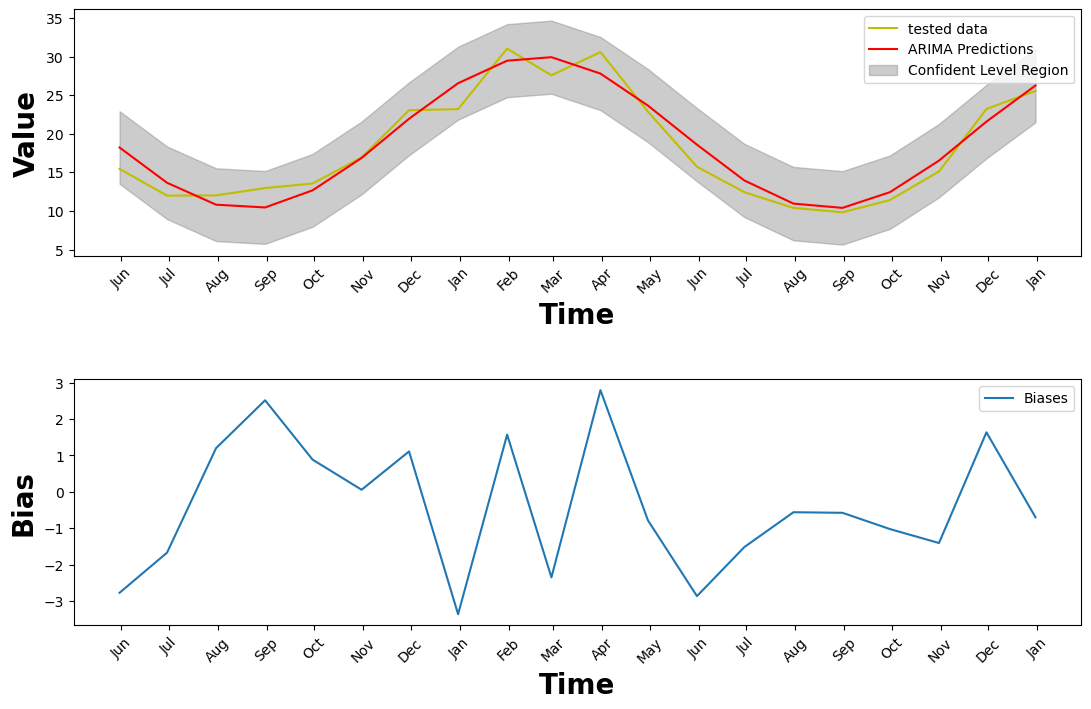 35
30
25
20
15
10
5
Value
tested data
ARIMA Predictions
Confident Level Region
Jun Jul Aug Sep Oct Nov Dec Jan Feb Mar Apr May Jun Jul Aug Sep Oct Nov Dec Jan
Time
3
2
1
0
−1
−2
−3
Bias
Biases
Jun Jul Aug Sep Oct Nov Dec Jan Feb Mar Apr May Jun Jul Aug Sep Oct Nov Dec Jan
Time